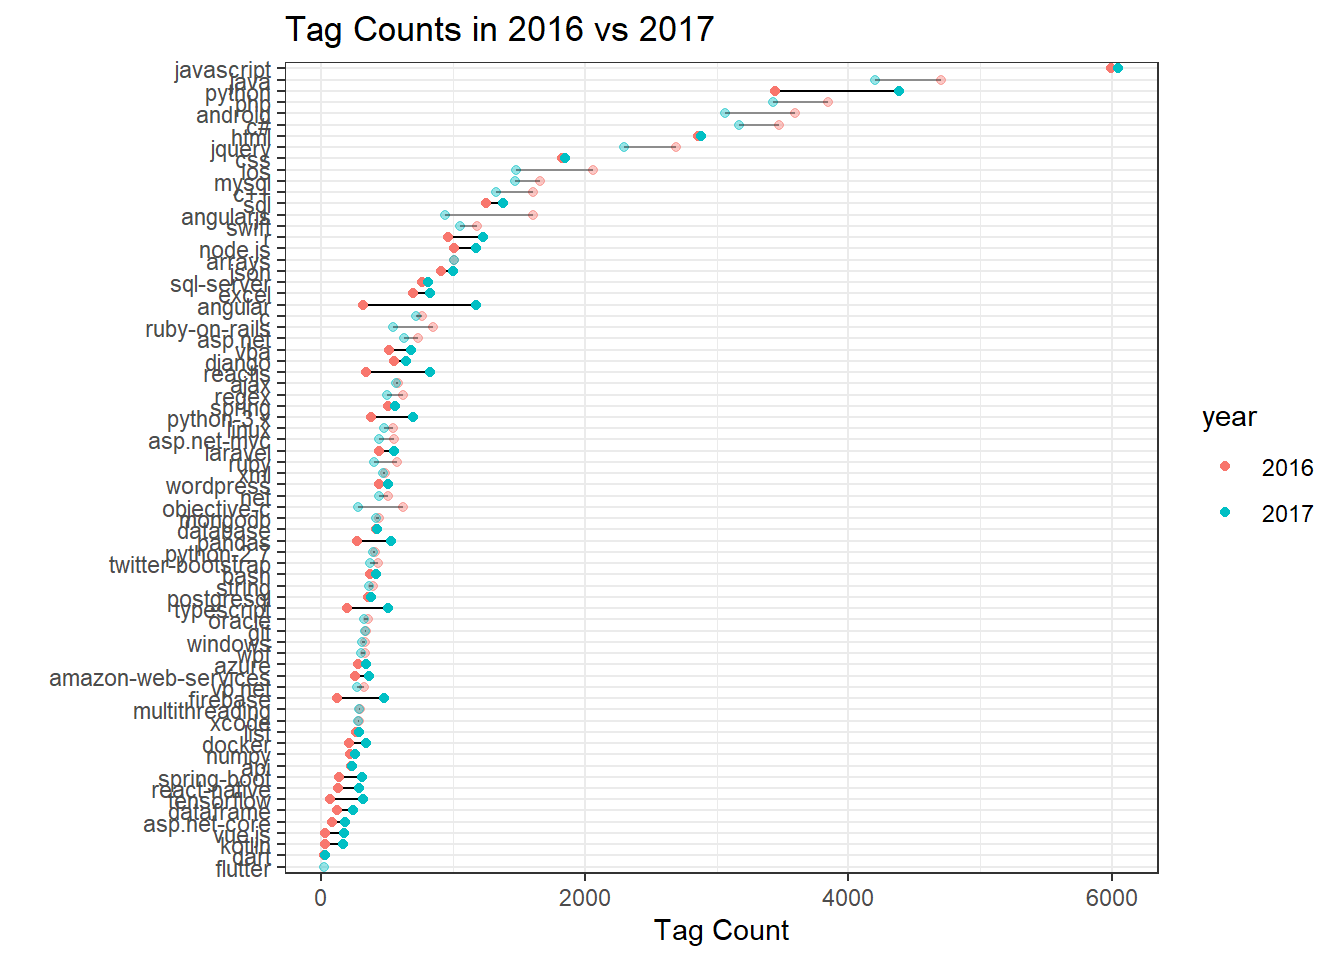 Tag Counts in 2016 vs 2017
javascript
java
python
php
android
c#
html
jquery
css
ios
mysql
c++
sql
angularjs
swift
r
node.js
arrays
json
sql-server
excel
angular
c
ruby-on-rails
asp.net
vba
django
reactjs
ajax
regex
spring
python-3.x
linux
asp.net-mvc
laravel
ruby
xml
wordpress
.net
objective-c
mongodb
database
pandas
python-2.7
twitter-bootstrap
bash
string
postgresql
typescript
oracle
git
windows
wpf
azure
amazon-web-services
vb.net
firebase
multithreading
xcode
list
docker
numpy
api
spring-boot
react-native
tensorflow
dataframe
asp.net-core
vue.js
kotlin
dart
flutter
0 2000 4000 6000
Tag Count
year
2016
2017